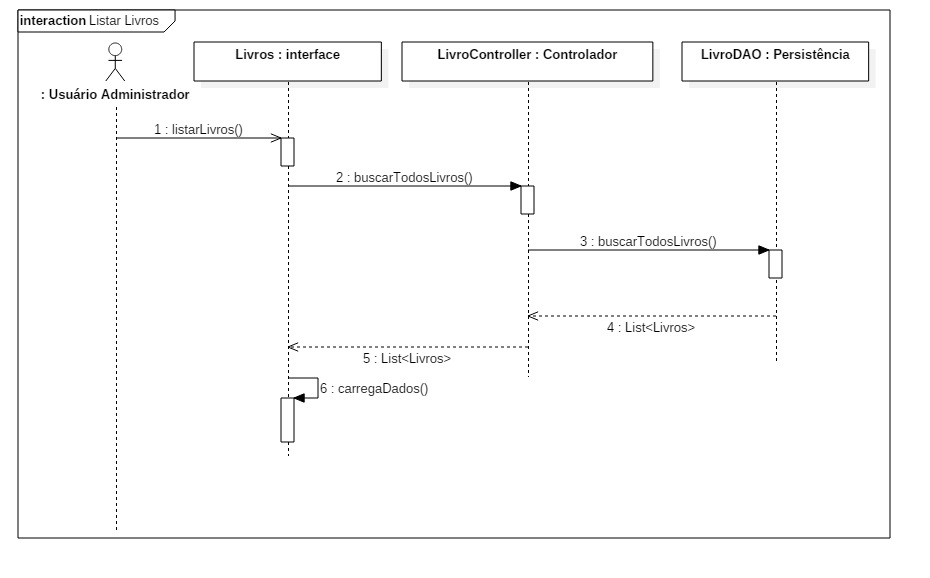 interaction Listar Livros
Livros : interface
LivroController : Controlador
LivroDAO : Persistência
: Usuário Administrador
1 : listarLivros()
2 : buscarTodosLivros()
3 : buscarTodosLivros()
4 : List<Livros>
5 : List<Livros>
6 : carregaDados()